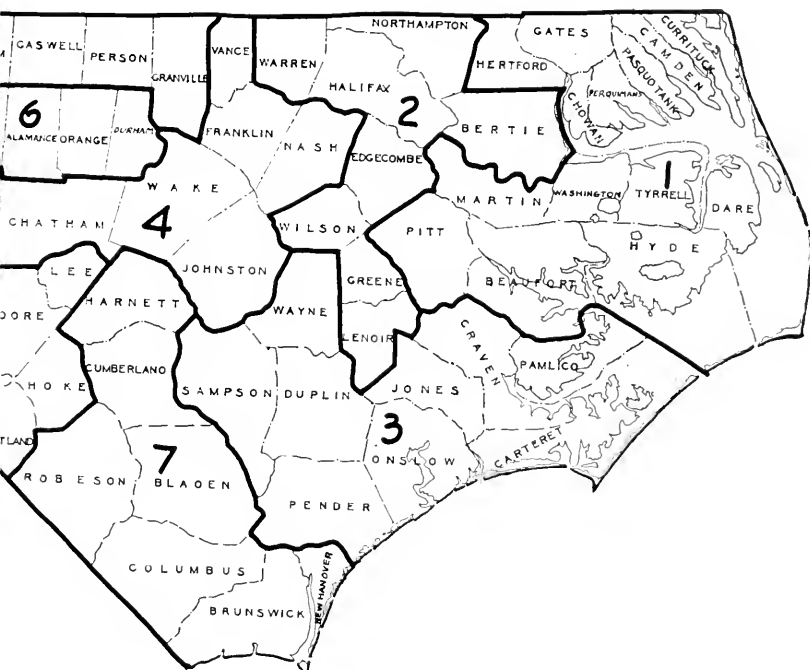 NORTHAMPTON
GATES
CURRITUCK
CAMDEN
PASQUOTANK
CASWELL
PERSON
VANCE
WARREN
HERTFORD
GRANVILLE
HALIFAX
PERQUIMANS
CHOWAN
6
2
BERTIE
ALAMANCE
ORANGE
DURHAM
FRANKLIN
NASH
EDGECOMBE
1
WAKE
MARTIN
WASHINGTON
TYRRELL
DARE
CHATHAM
4
WILSON
PITT
HYDE
LEE
JOHNSTON
GREENE
BEAUFORT
HARNETT
WAYNE
OORE
LENOIR
CRAVEN
PAMLICO
CUMBERLAND
HOKE
SAMPSON
DUPLIN
JONES
3
TLAND
7
ONSLOW
CARTERET
ROBESON
BLADEN
PENDER
COLUMBUS
NEW HANOVER
BRUNSWICK